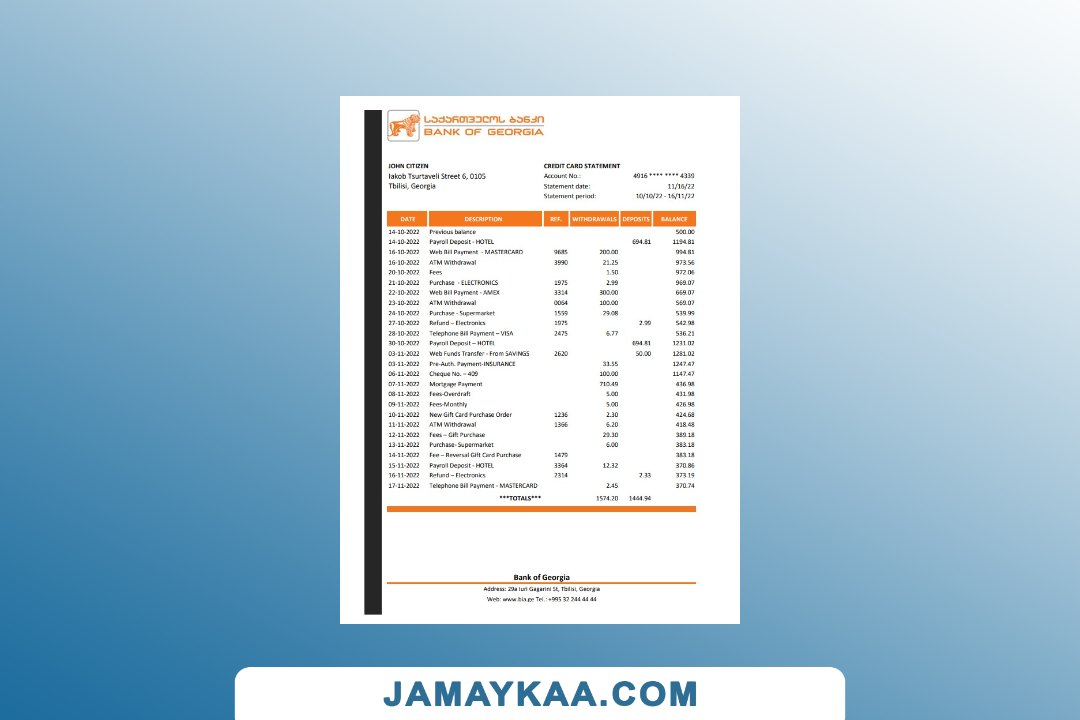 საქართველოს ბანკი
BANK OF GEORGIA
JOHN CITIZEN
Iakob Tsurtaveli Street 6, 0105
Tbilisi, Georgia
CREDIT CARD STATEMENT
Account No.: 4916 **** **** 4339
Statement date: 11/16/22
Statement period: 10/10/22 - 16/11/22
DATE DESCRIPTION REF. WITHDRAWALS DEPOSITS BALANCE
14-10-2022 Previous balance 500.00
14-10-2022 Payroll Deposit - HOTEL 694.81 1194.81
16-10-2022 Web Bill Payment - MASTERCARD 9685 200.00 994.81
16-10-2022 ATM Withdrawal 3990 21.25 973.56
20-10-2022 Fees 1.50 972.06
21-10-2022 Purchase - ELECTRONICS 1975 2.99 969.07
22-10-2022 Web Bill Payment - AMEX 3314 300.00 669.07
23-10-2022 ATM Withdrawal 0064 100.00 569.07
24-10-2022 Purchase - Supermarket 1559 29.08 539.99
27-10-2022 Refund – Electronics 1975 2.99 542.98
28-10-2022 Telephone Bill Payment – VISA 2475 6.77 536.21
30-10-2022 Payroll Deposit – HOTEL 694.81 1231.02
03-11-2022 Web Funds Transfer - From SAVINGS 2620 50.00 1281.02
03-11-2022 Pre-Auth. Payment-INSURANCE 33.55 1247.47
06-11-2022 Cheque No. – 409 100.00 1147.47
07-11-2022 Mortgage Payment 710.49 436.98
08-11-2022 Fees-Overdraft 5.00 431.98
09-11-2022 Fees-Monthly 5.00 426.98
10-11-2022 New Gift Card Purchase Order 1236 2.30 424.68
11-11-2022 ATM Withdrawal 1366 6.20 418.48
12-11-2022 Fees – Gift Purchase 29.30 389.18
13-11-2022 Purchase- Supermarket 6.00 383.18
14-11-2022 Fee – Reversal Gift Card Purchase 1479 383.18
15-11-2022 Payroll Deposit - HOTEL 3364 12.32 370.86
16-11-2022 Refund – Electronics 2314 2.33 373.19
17-11-2022 Telephone Bill Payment - MASTERCARD 2.45 370.74
***TOTALS*** 1574.20 1444.94
Bank of Georgia
Address: 29a Iuri Gagarini St, Tbilisi, Georgia
Web: www.bia.ge Tel.: +995 32 244 44 44
JAMAYKAA.COM